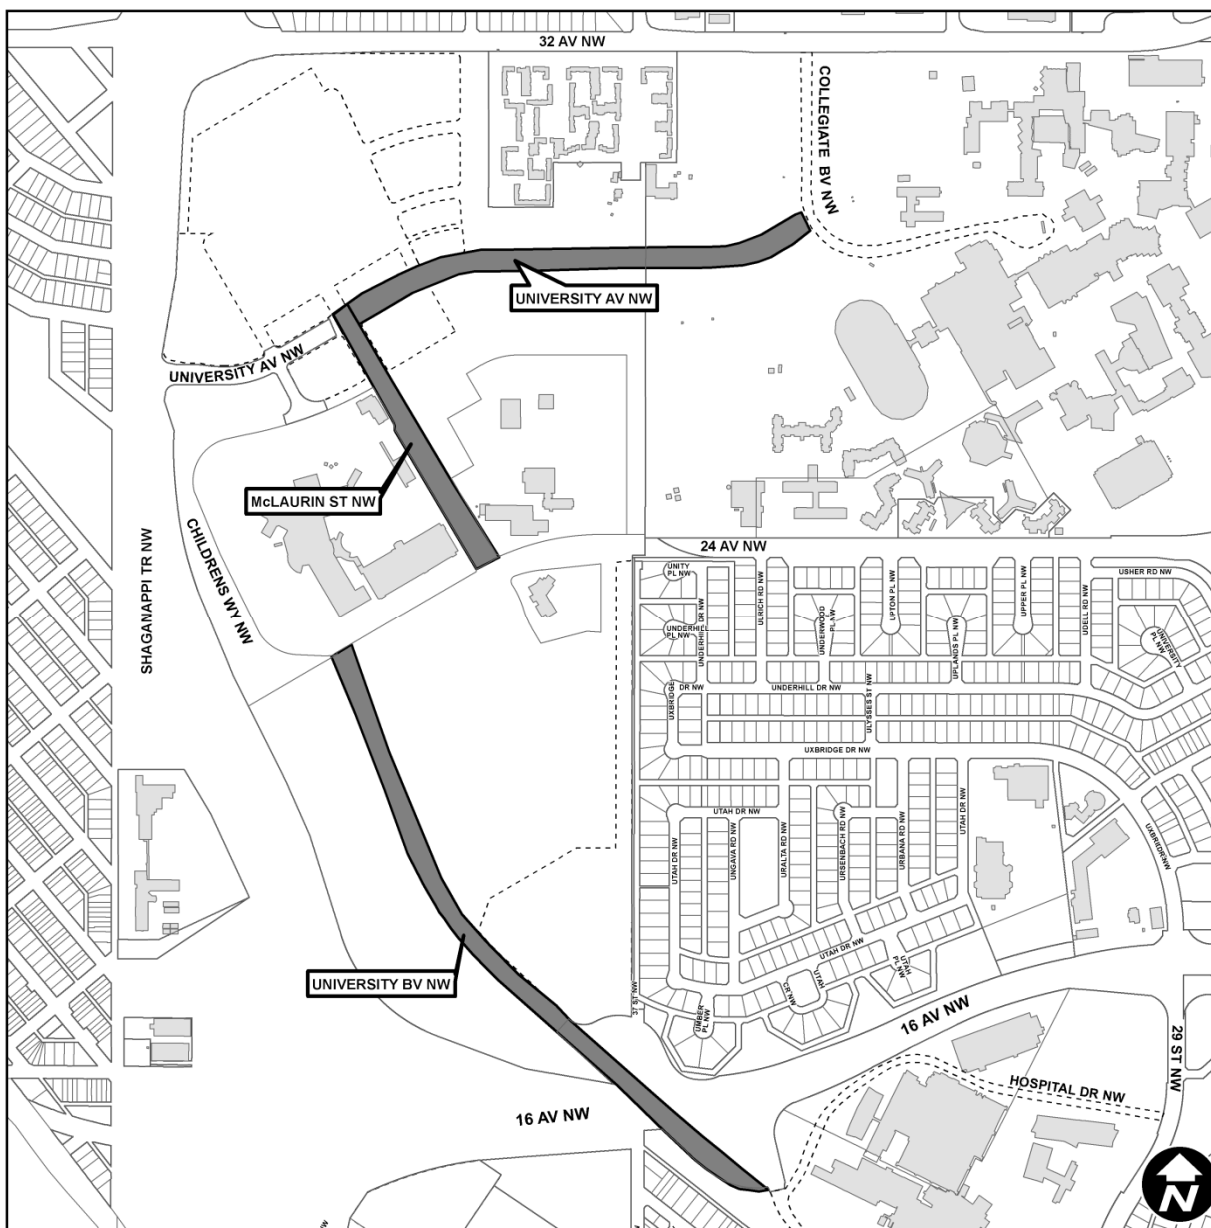 32 AV NW
COLLEGIATE BV NW
UNIVERSITY AV NW
UNIVERSITY AV NW
McLAURIN ST NW
CHILDRENS WY NW
SHAGANAPPI TR NW
24 AV NW
UNITY
PL NW
UNDERHILL DR NW
ULRICH RD NW
UNDERWOOD
PL NW
UPTON PL NW
UPLANDS PL NW
UPPER PL NW
UDELL RD NW
USHER RD NW
UNIVERSITY
PL NW
UNDERHILL
PL NW
UXBRIDGE
DR NW
UNDERHILL DR NW
ULYSSES ST NW
UXBRIDGE DR NW
UTAH DR NW
UTAH DR NW
UNGAVA RD NW
URALTA RD NW
URSENBACH RD NW
URBANA RD NW
UTAH DR NW
UXBRIDGE DR NW
UTAH DR NW
UTAH
PL NW
UTAH
CR NW
UMBER
PL NW
37 ST NW
UNIVERSITY BV NW
16 AV NW
16 AV NW
29 ST NW
HOSPITAL DR NW
NW
N